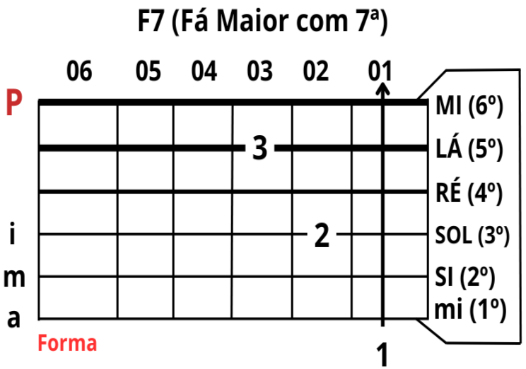 F7 (Fá Maior com 7ª)
06 05 04 03 02 01
P MI (6º)
3 LÁ (5º)
RÉ (4º)
i 2 SOL (3º)
m SI (2º)
a mi (1º)
Forma 1